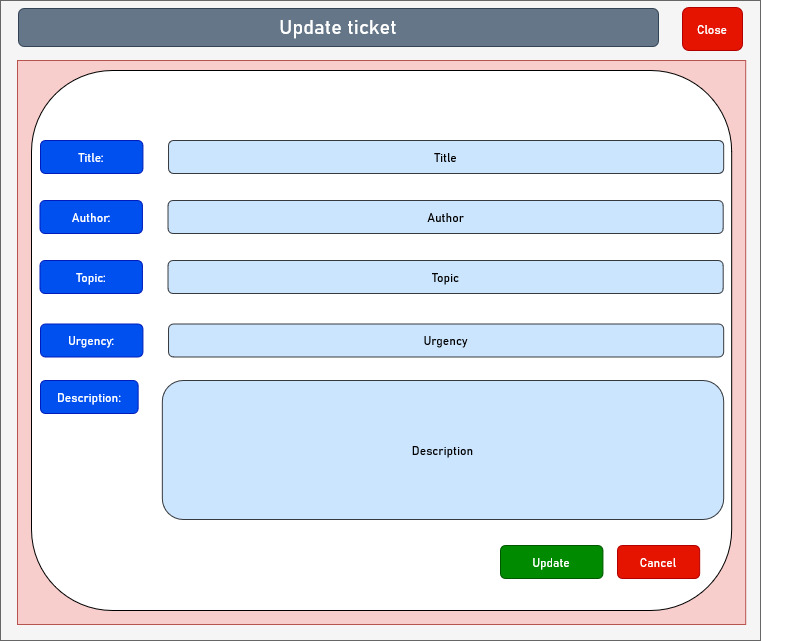 Update ticket
Close
Title:
Title
Author:
Author
Topic:
Topic
Urgency:
Urgency
Description:
Description
Update
Cancel